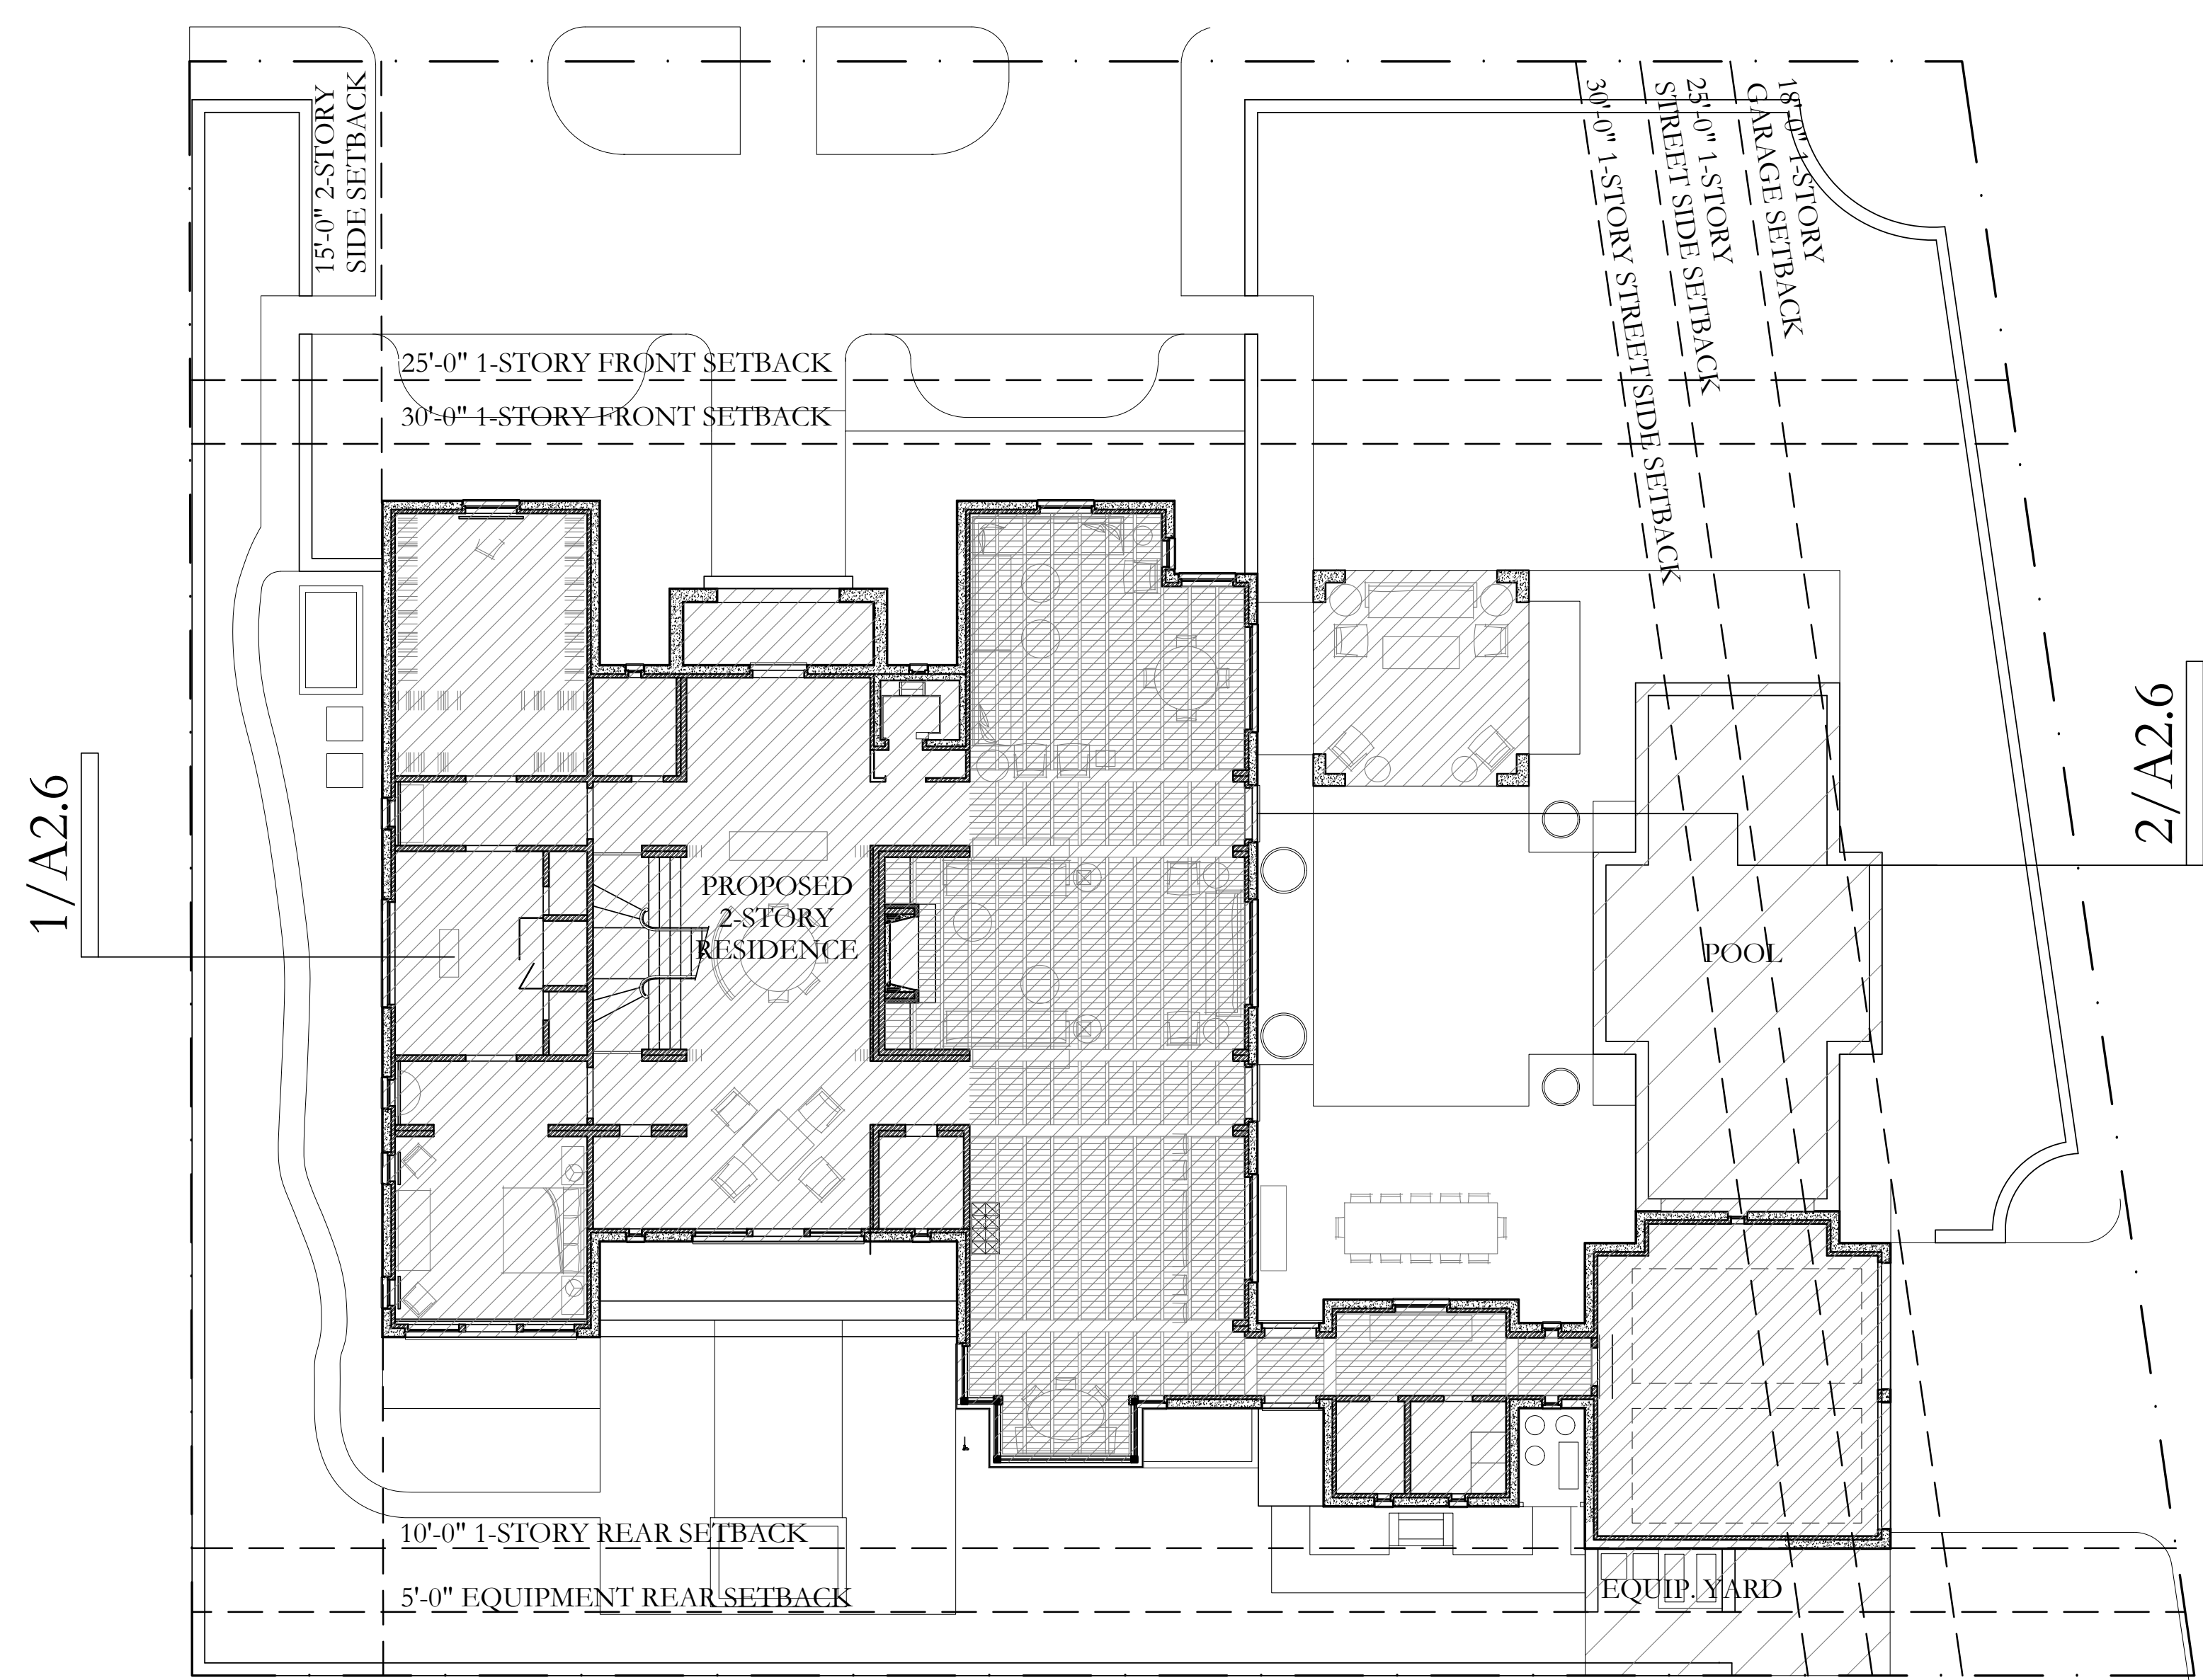 15'-0" 2-STORY
SIDE SETBACK
30'-0" 1-STORY STREET SIDE SETBACK
25'-0" 1-STORY
STREET SIDE SETBACK
18'-0" 1-STORY
GARAGE SETBACK
25'-0" 1-STORY FRONT SETBACK
30'-0" 1-STORY FRONT SETBACK
1/A2.6
2/A2.6
PROPOSED
2-STORY
RESIDENCE
POOL
10'-0" 1-STORY REAR SETBACK
5'-0" EQUIPMENT REAR SETBACK
EQUIP. YARD